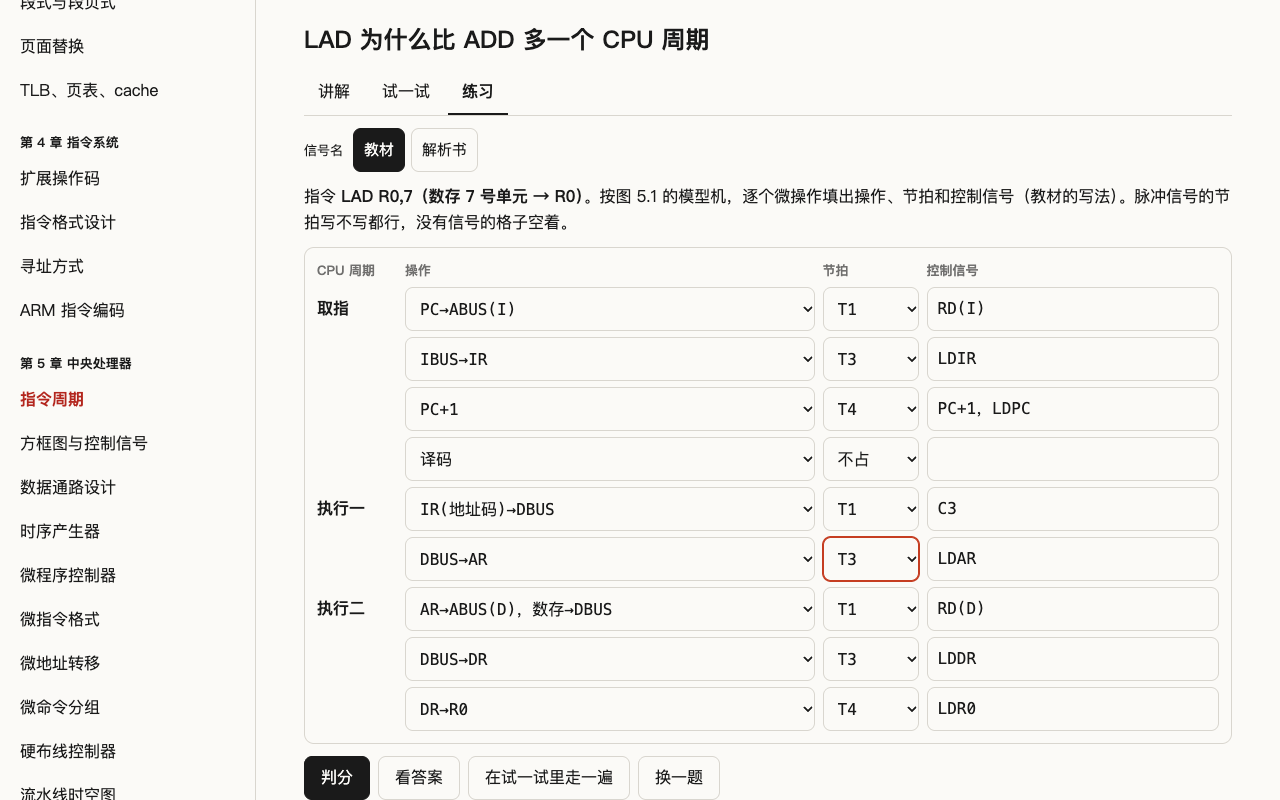 段式与段页式
页面替换
TLB、页表、cache
第 4 章 指令系统
扩展操作码
指令格式设计
寻址方式
ARM 指令编码
第 5 章 中央处理器
指令周期
方框图与控制信号
数据通路设计
时序产生器
微程序控制器
微指令格式
微地址转移
微命令分组
硬布线控制器
流水线时空图
LAD 为什么比 ADD 多一个 CPU 周期
讲解 试一试 练习
信号名 教材 解析书
指令 LAD R0,7（数存 7 号单元 → R0）。按图 5.1 的模型机，逐个微操作填出操作、节拍和控制信号（教材的写法）。脉冲信号的节
拍写不写都行，没有信号的格子空着。
CPU 周期 操作 节拍 控制信号
取指 PC→ABUS(I) T1 RD(I)
IBUS→IR T3 LDIR
PC+1 T4 PC+1, LDPC
译码 不占
执行一 IR(地址码)→DBUS T1 C3
DBUS→AR T3 LDAR
执行二 AR→ABUS(D)，数存→DBUS T1 RD(D)
DBUS→DR T3 LDDR
DR→R0 T4 LDR0
判分 看答案 在试一试里走一遍 换一题